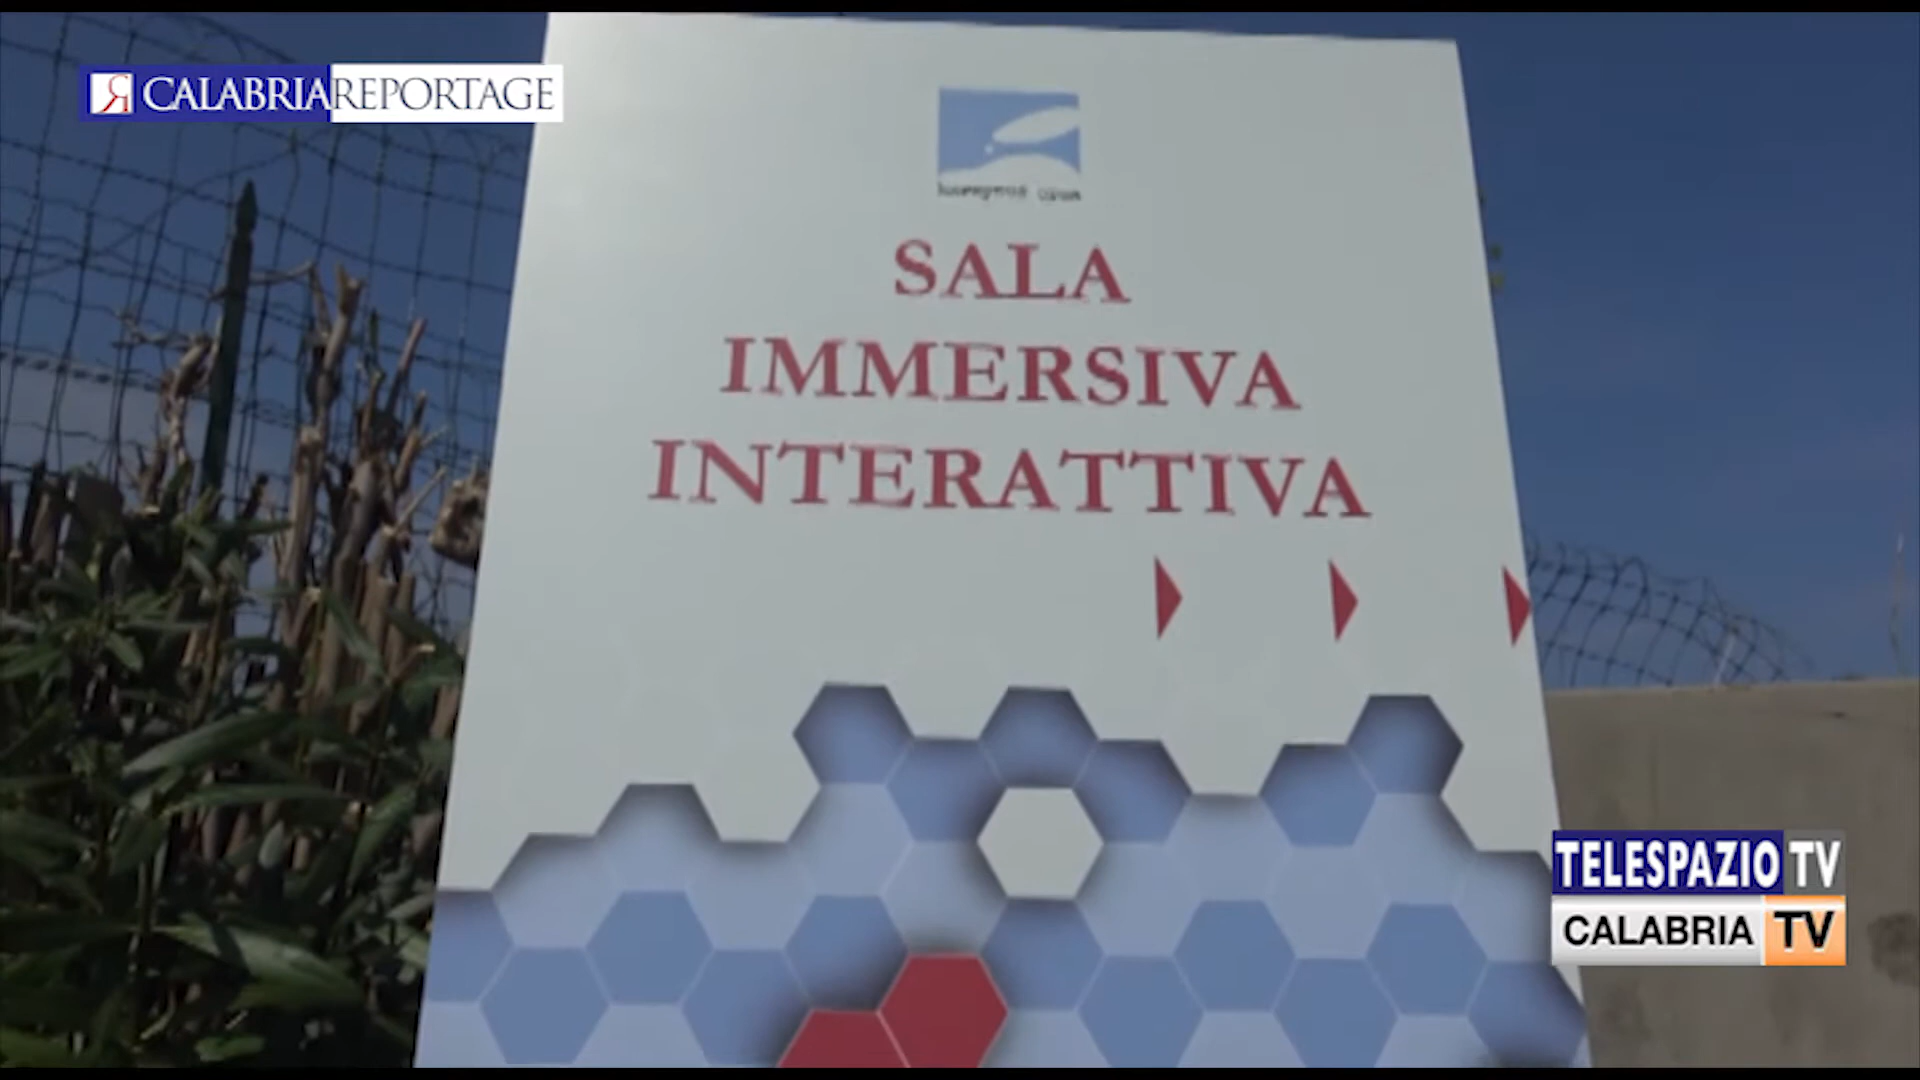 CALABRIAREPORTAGE
SALA
IMMERSIVA
INTERATTIVA
TELESPAZIO TV
CALABRIA TV